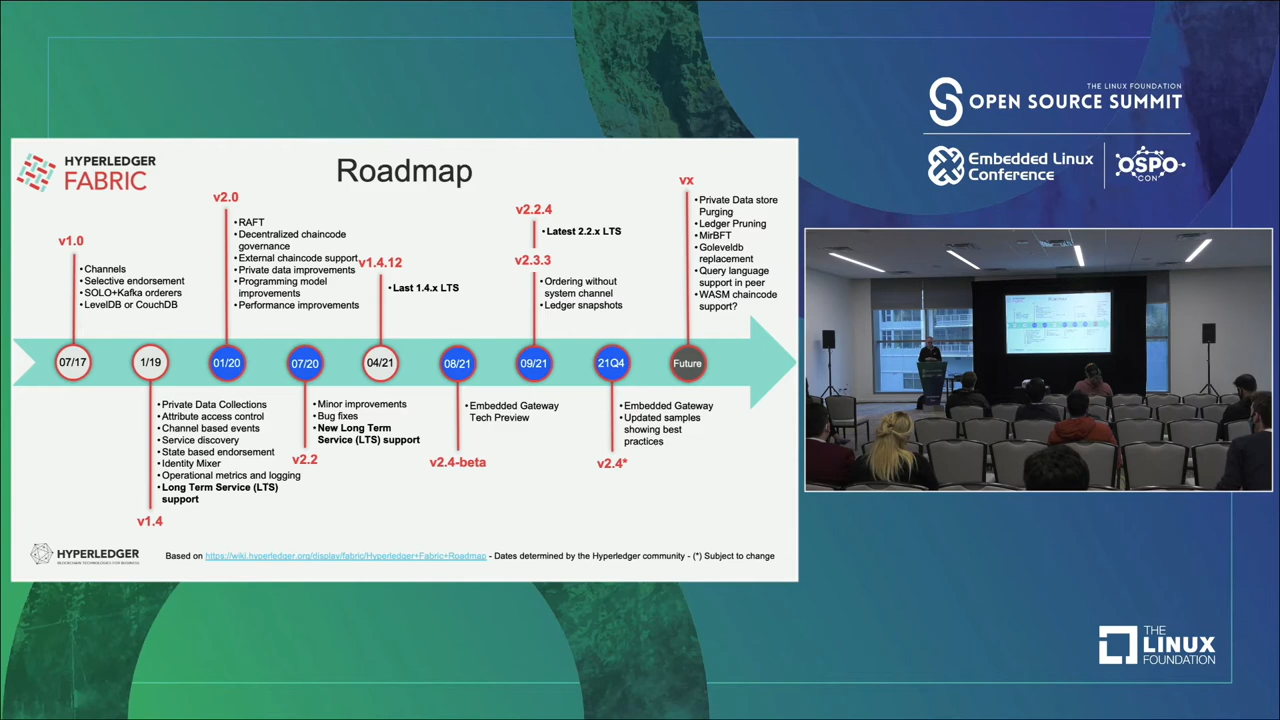 THE LINUX FOUNDATION
OPEN SOURCE SUMMIT
Embedded Linux
Conference
OSPO
CON
HYPERLEDGER
FABRIC
Roadmap
v1.0
•Channels
•Selective endorsement
•SOLO+Kafka orderers
•LevelDB or CouchDB
v2.0
•RAFT
•Decentralized chaincode
governance
•External chaincode support
•Private data improvements
•Programming model
improvements
•Performance improvements
v1.4.12
•Last 1.4.x LTS
v2.2.4
•Latest 2.2.x LTS
v2.3.3
•Ordering without
system channel
•Ledger snapshots
vx
•Private Data store
Purging
•Ledger Pruning
•MirBFT
•Goleveldb
replacement
•Query language
support in peer
•WASM chaincode
support?
07/17
1/19
01/20
07/20
04/21
08/21
09/21
21Q4
Future
•Private Data Collections
•Attribute access control
•Channel based events
•Service discovery
•State based endorsement
•Identity Mixer
•Operational metrics and logging
•Long Term Service (LTS)
support
v1.4
•Minor improvements
•Bug fixes
•New Long Term
Service (LTS) support
v2.2
•Embedded Gateway
Tech Preview
v2.4-beta
•Embedded Gateway
•Updated samples
showing best
practices
v2.4*
HYPERLEDGER
BLOCKCHAIN TECHNOLOGIES FOR BUSINESS
Based on https://wiki.hyperledger.org/display/fabric/Hyperledger+Fabric+Roadmap - Dates determined by the Hyperledger community - (*) Subject to change
THE
LINUX
FOUNDATION